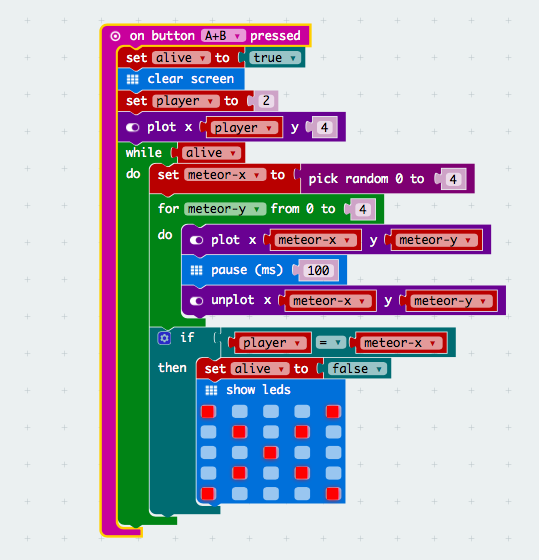 on button A+B pressed
set alive to true
clear screen
set player to 2
plot x player y 4
while alive
do set meteor-x to pick random 0 to 4
for meteor-y from 0 to 4
do plot x meteor-x y meteor-y
pause (ms) 100
unplot x meteor-x y meteor-y
if player = meteor-x
then set alive to false
show leds